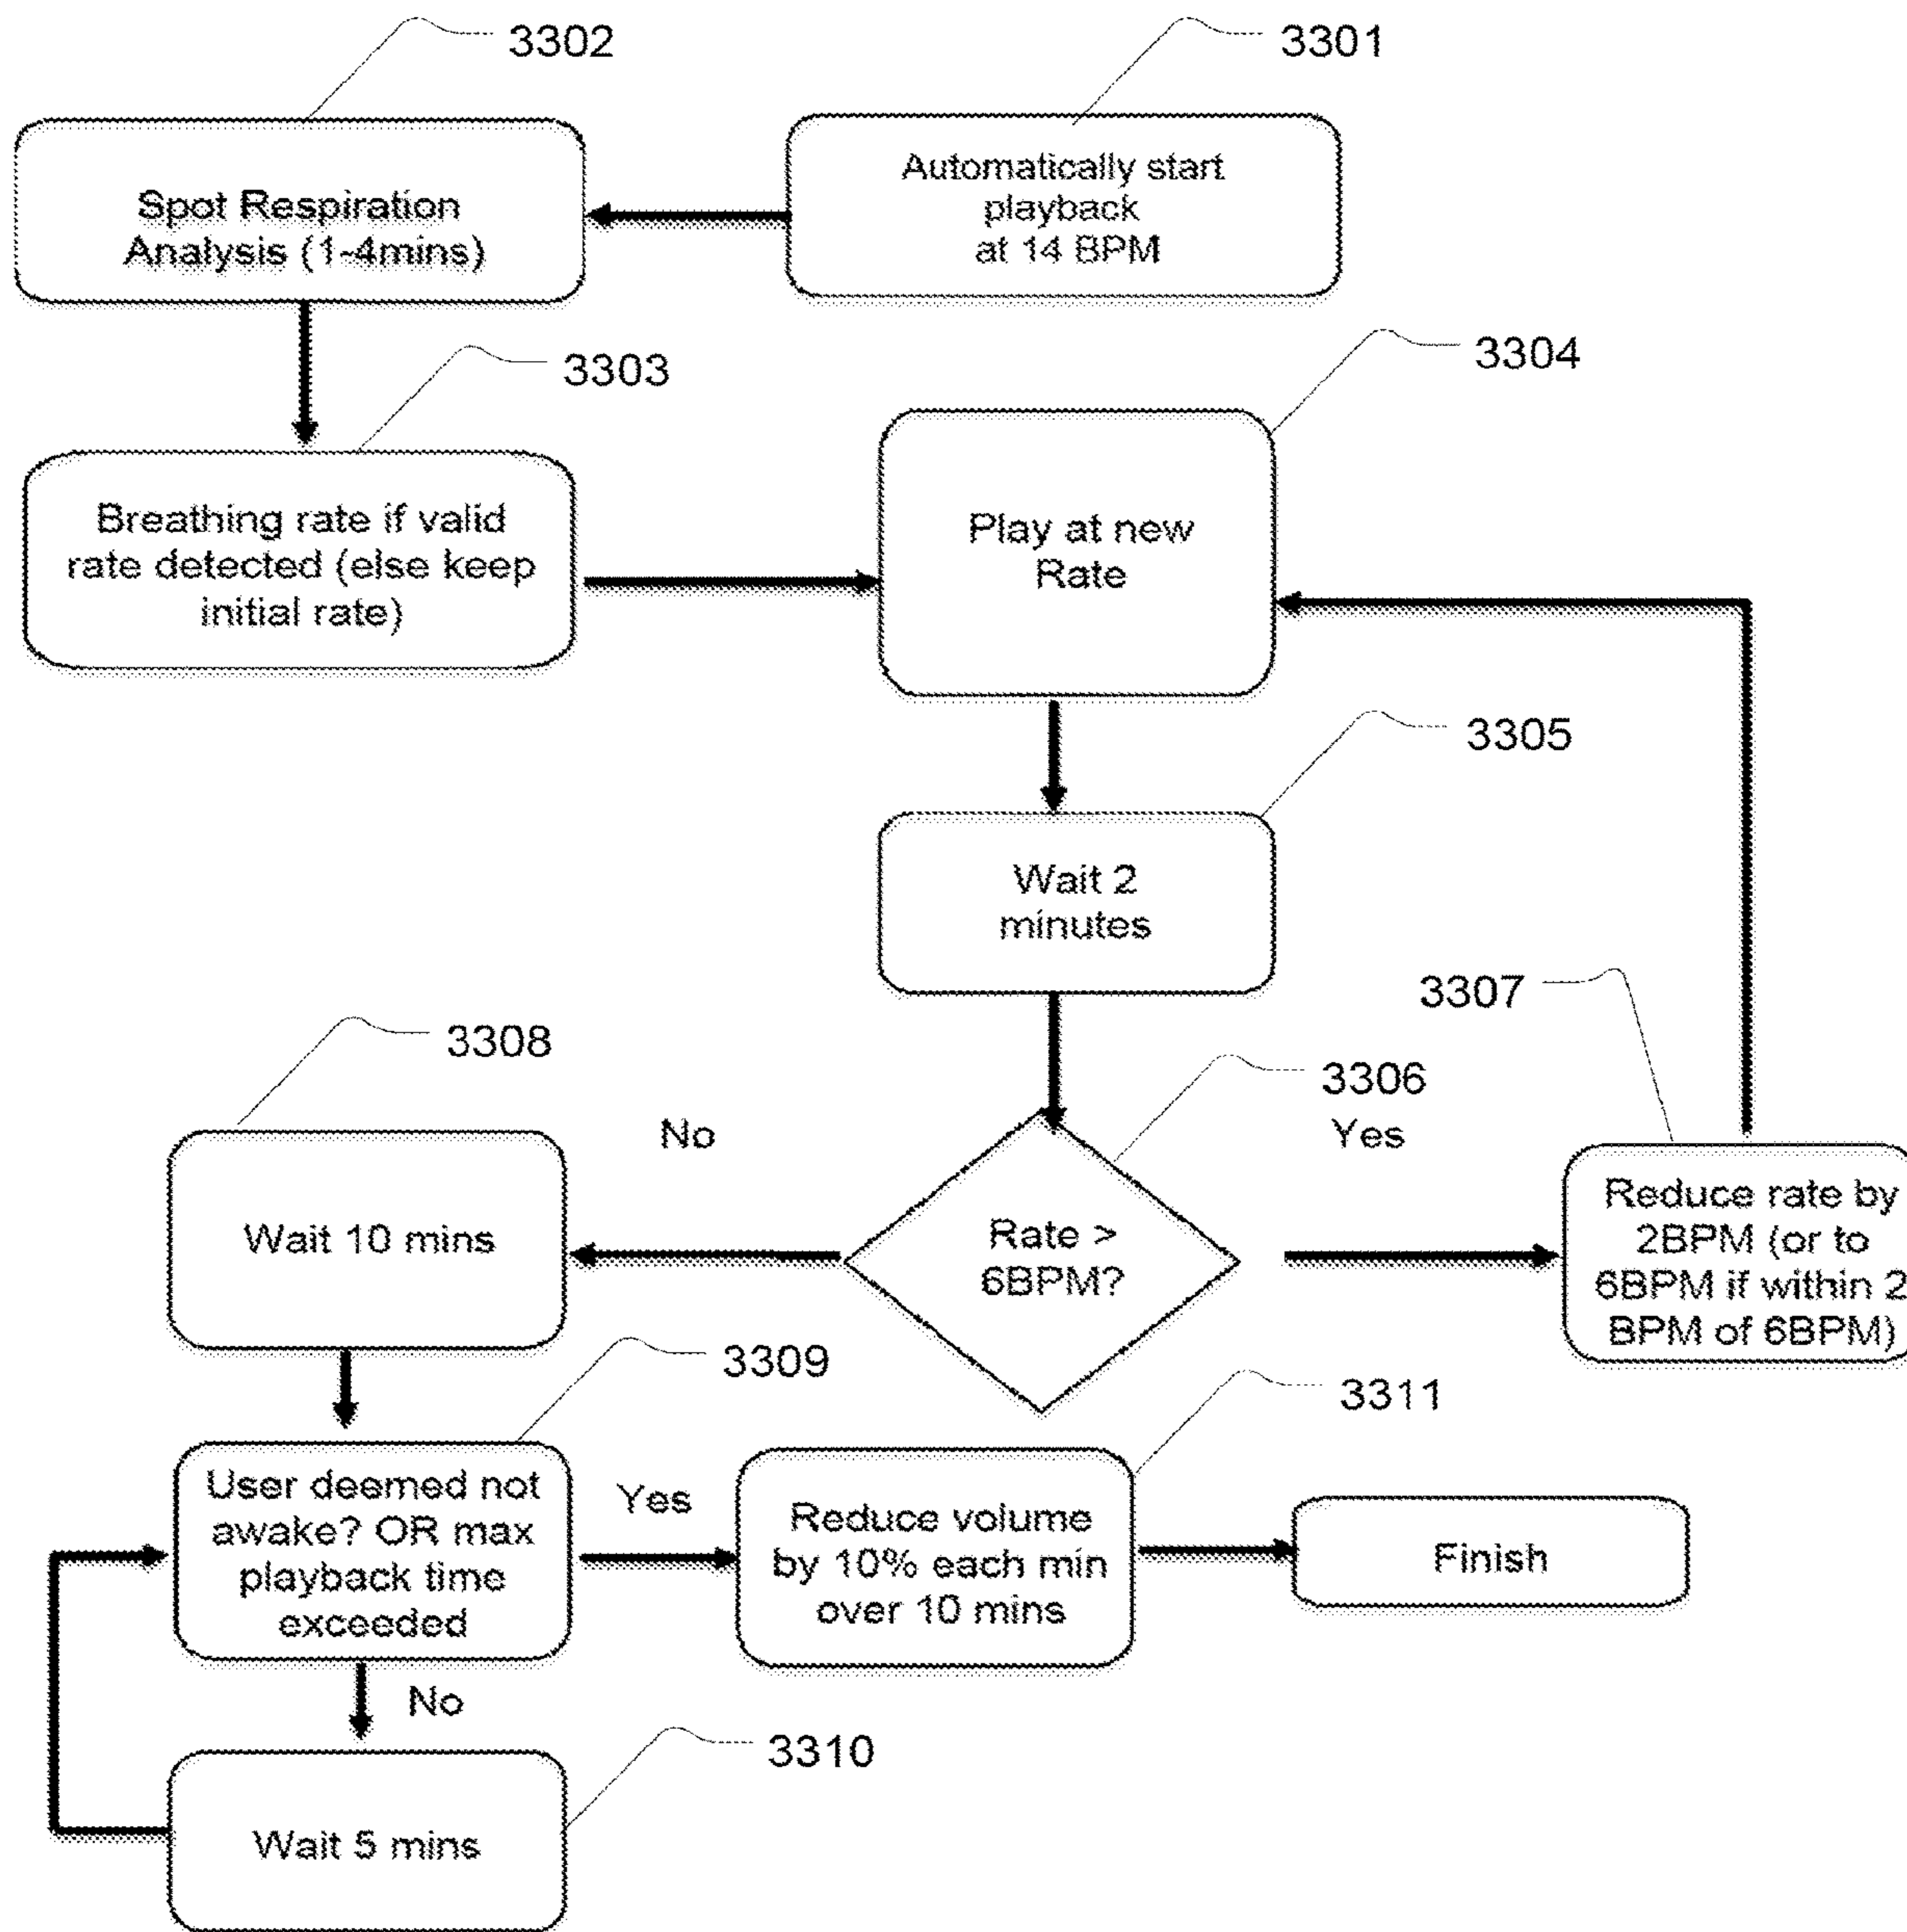 3302
3301
Spot Respiration
Analysis (1-4mins)
Automatically start
playback
at 14 BPM
3303
3304
Breathing rate if valid
rate detected (else keep
initial rate)
Play at new
Rate
3305
Wait 2
minutes
3307
3308
3306
No
Yes
Wait 10 mins
Rate >
6BPM?
Reduce rate by
2BPM (or to
6BPM if within 2
BPM of 6BPM)
3309
3311
User deemed not
awake? OR max
playback time
exceeded
Yes
Reduce volume
by 10% each min
over 10 mins
Finish
No
3310
Wait 5 mins